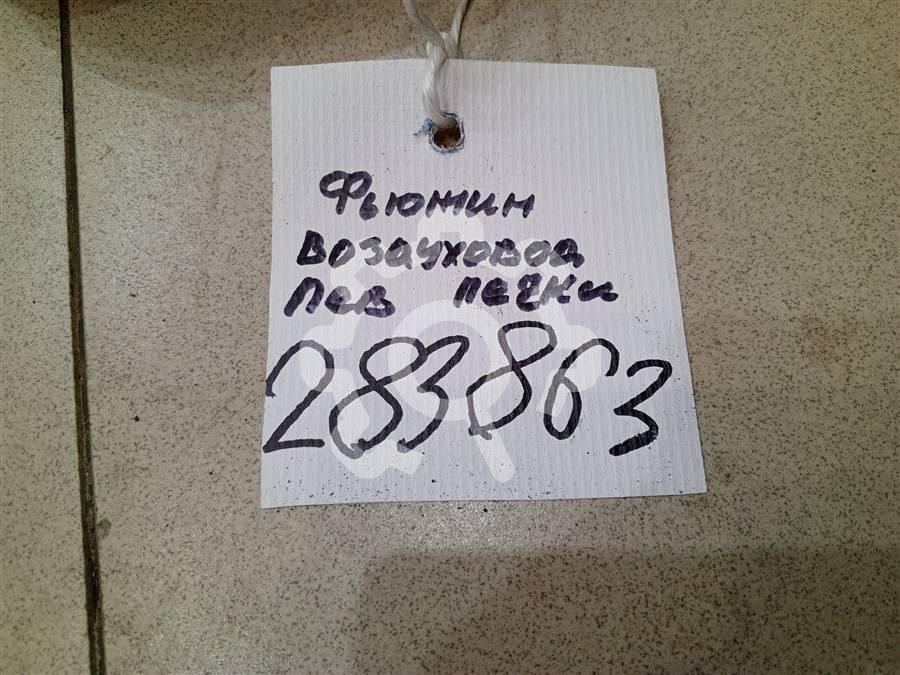 Фьюжин
воздуховод
лев печки
283863